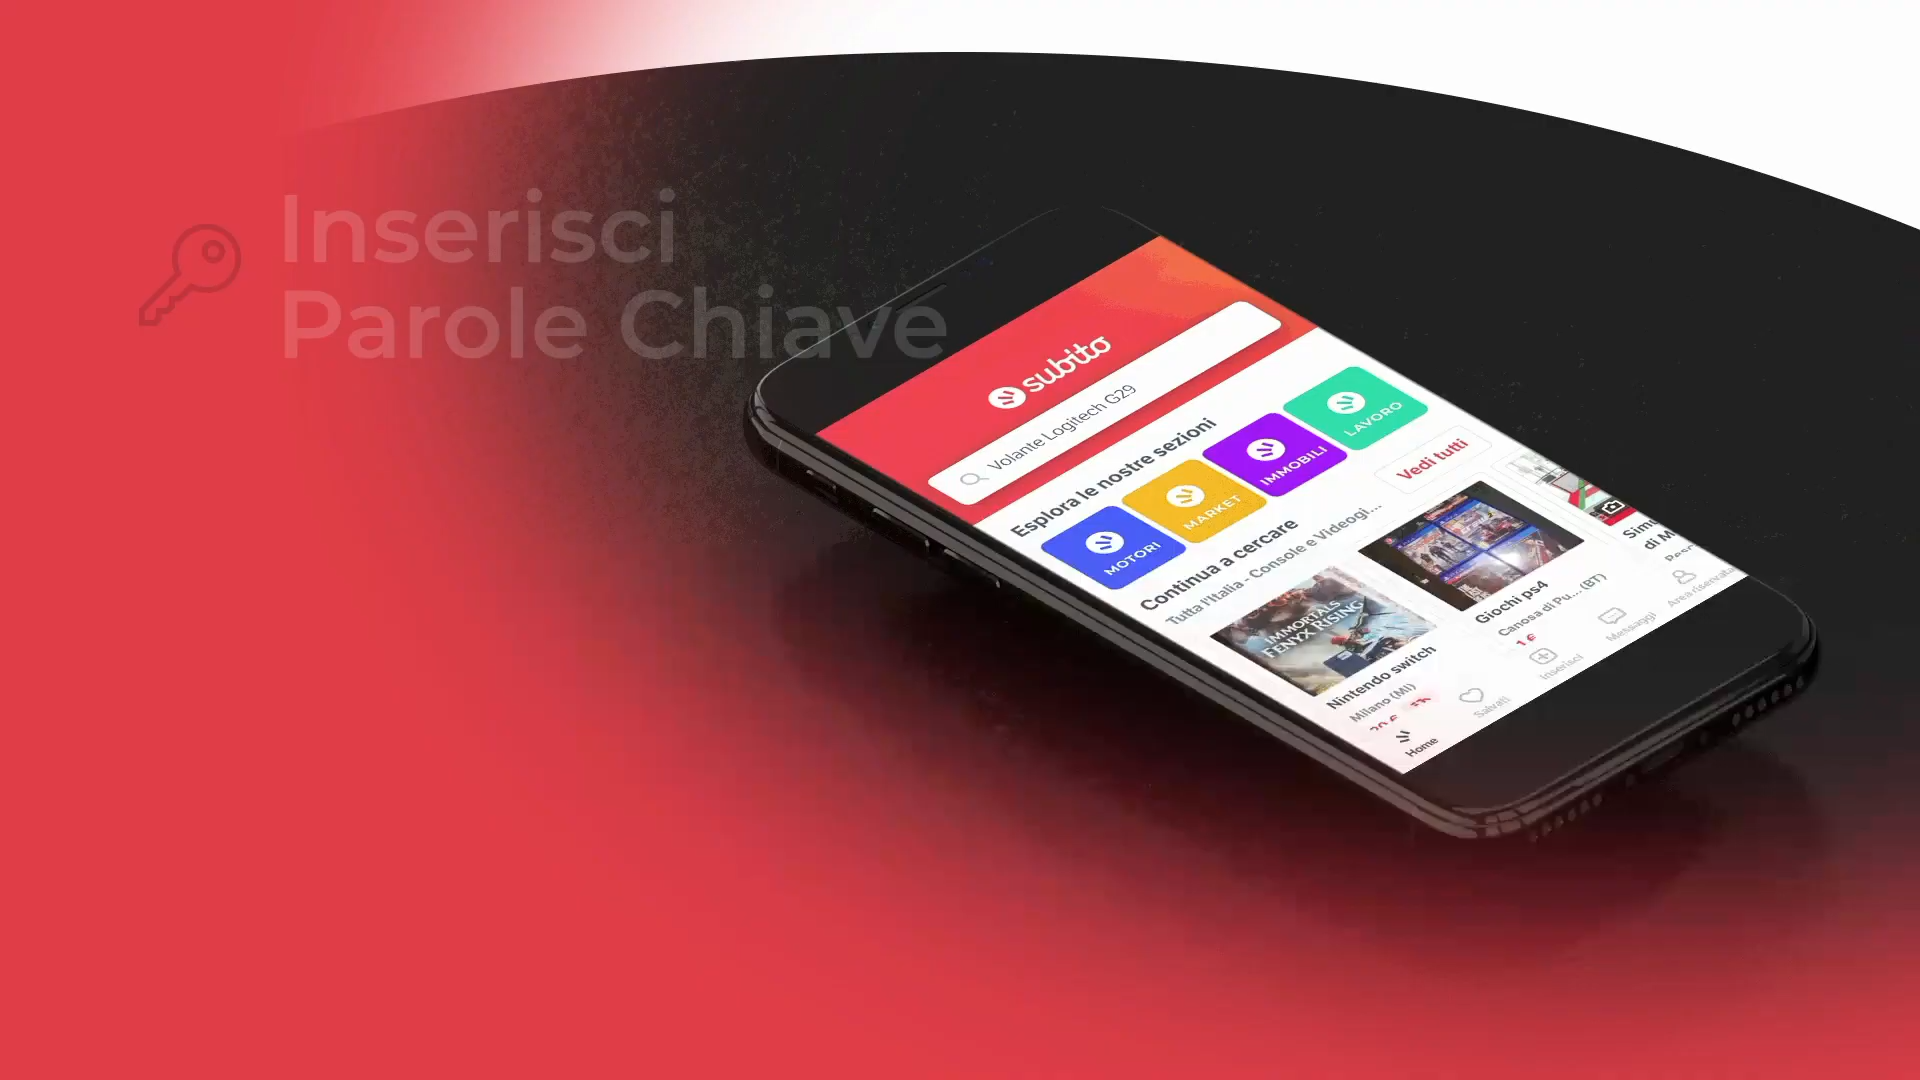 Inserisci
Parole Chiave
subito
Volante Logitech G29
Esplora le nostre sezioni
MOTORI
MARKET
IMMOBILI
LAVORO
Continua a cercare
Vedi tutti
Tutta l'Italia - Console e Videogi...
IMMORTALS
FENYX RISING
Nintendo switch
Milano (MI)
Giochi ps4
Canosa di Pu... (BT)
1 €
di M
Home
Salvati
Inserisci
Messaggi
Area riservata